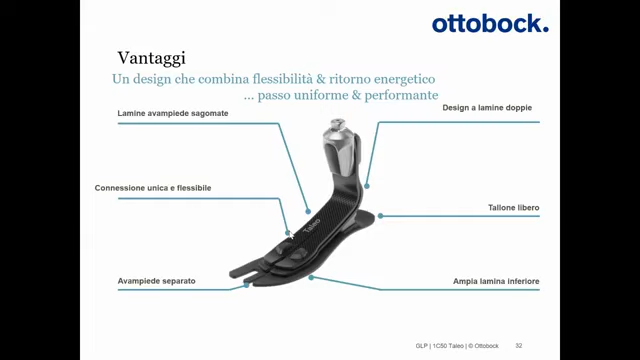 ottobock.
Vantaggi
Un design che combina flessibilità & ritorno energetico
... passo uniforme & performante
Lamine avampiede sagomate
Design a lamine doppie
Connessione unica e flessibile
Tallone libero
Taleo
Avampiede separato
Ampia lamina inferiore
GLP | 1C50 Taleo | © Ottobock
32